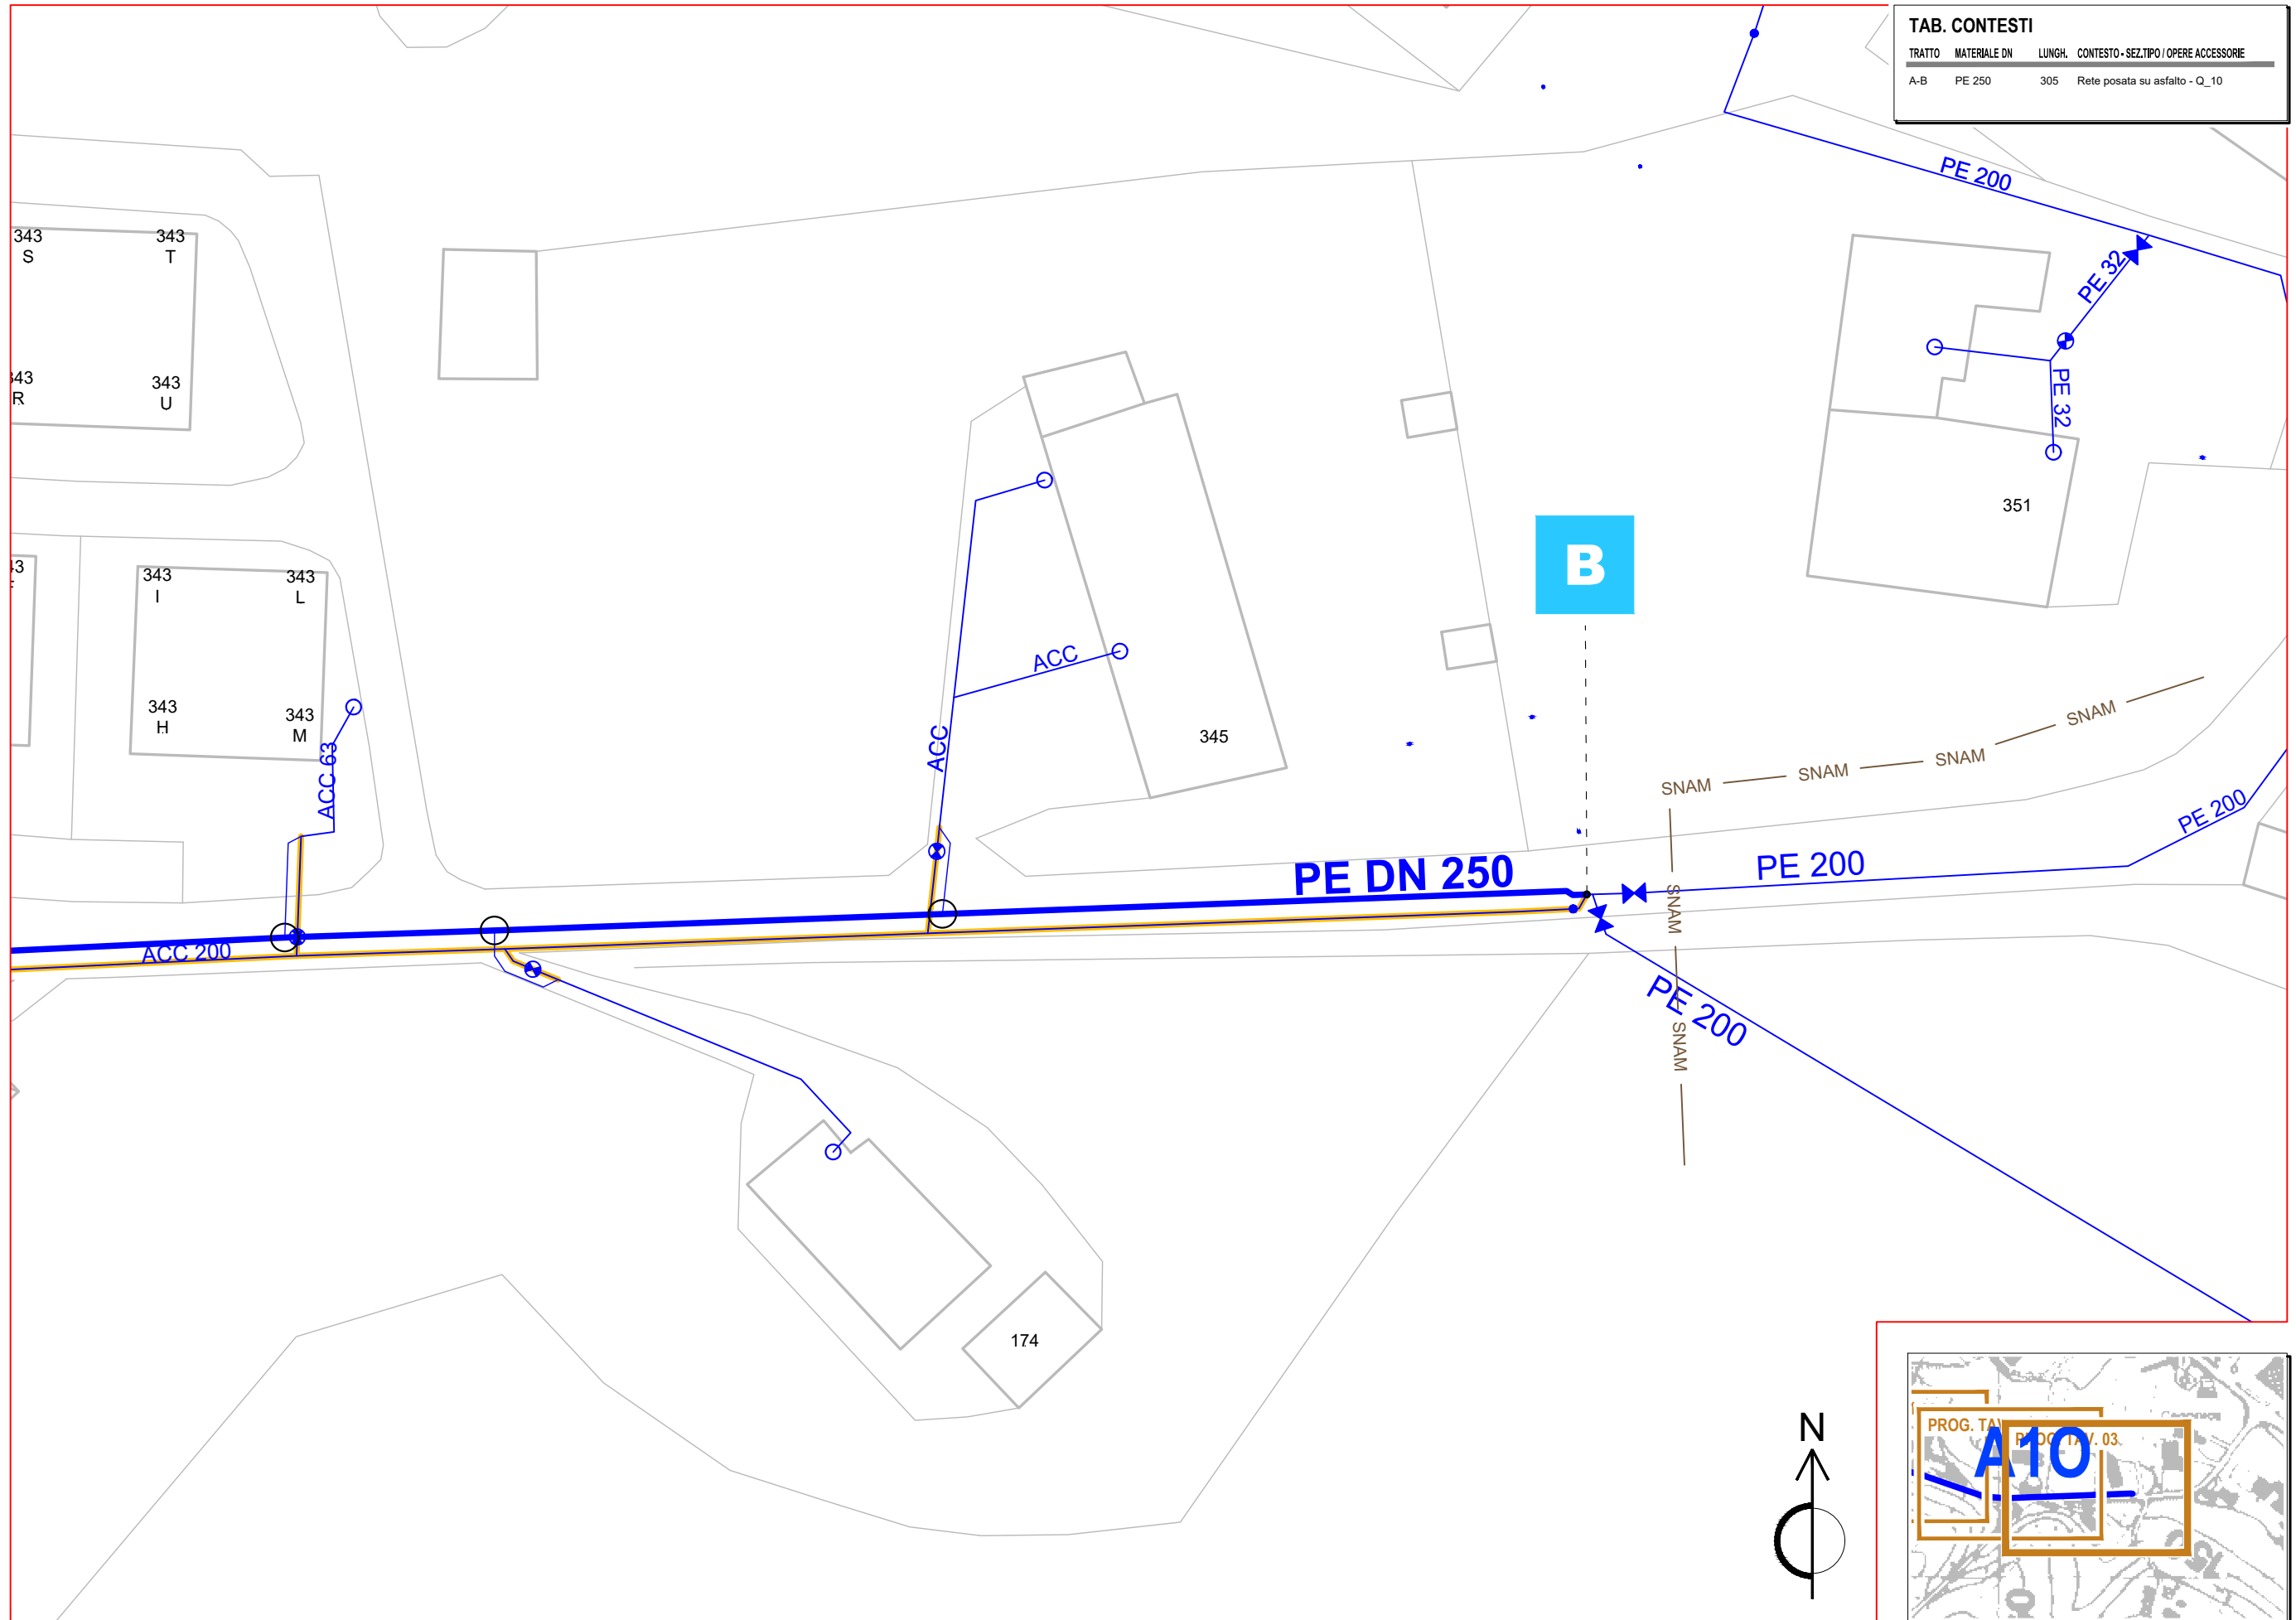 TAB. CONTESTI
TRATTO MATERIALE DN LUNGH. CONTESTO - SEZ.TIPO / OPERE ACCESSORIE
A-B PE 250 305 Rete posata su asfalto - Q_10
PE 200
PE 32
PE 32
343
S
343
T
343
R
343
U
351
B
343
I
343
L
343
H
343
M
ACC 63
ACC
ACC
345
SNAM
SNAM
SNAM
SNAM
PE 200
PE DN 250
PE 200
SNAM
ACC 200
PE 200
SNAM
174
N
PROG. TAV. 03
A10